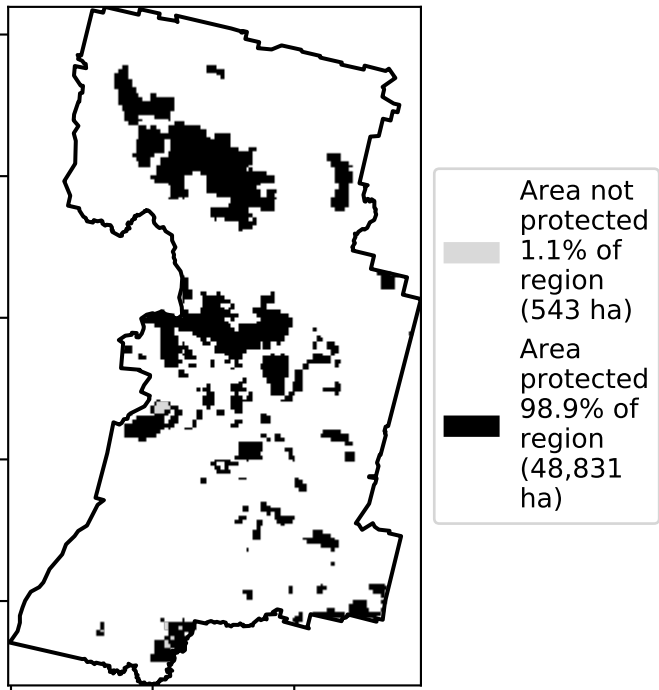 Area not
protected
1.1% of
region
(543 ha)
Area
protected
98.9% of
region
(48,831
ha)